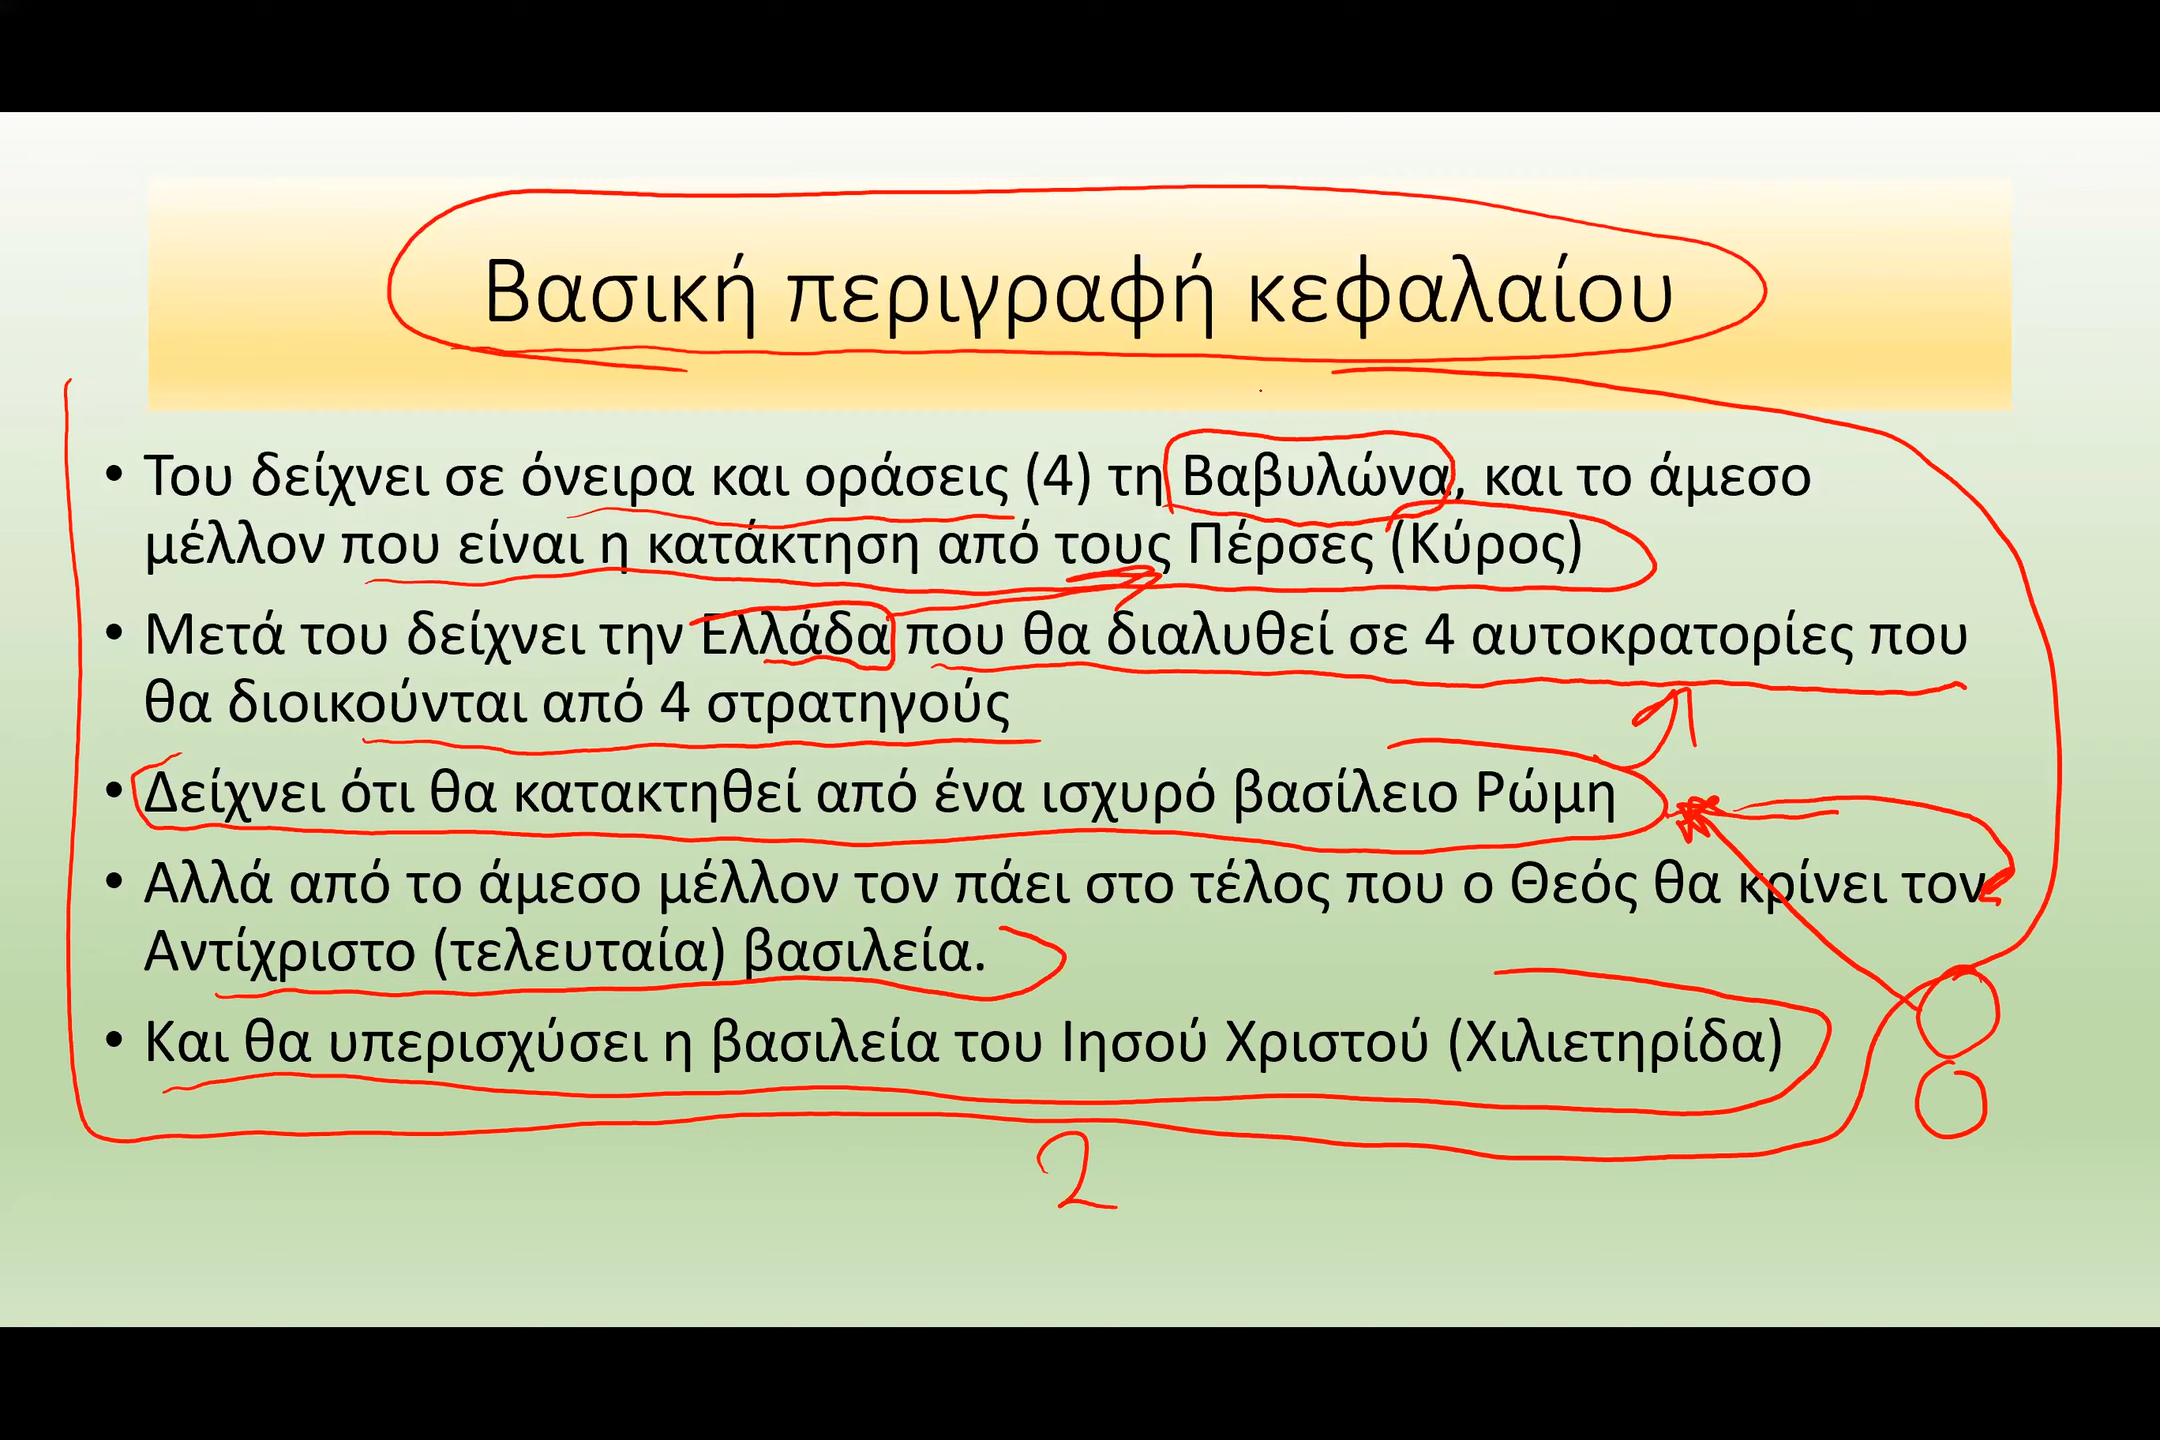 Βασική περιγραφή κεφαλαίου
• Του δείχνει σε όνειρα και οράσεις (4) τη Βαβυλώνα, και το άμεσο
μέλλον που είναι η κατάκτηση από τους Πέρσες (Κύρος)
• Μετά του δείχνει την Ελλάδα που θα διαλυθεί σε 4 αυτοκρατορίες που
θα διοικούνται από 4 στρατηγούς
• Δείχνει ότι θα κατακτηθεί από ένα ισχυρό βασίλειο Ρώμη
• Αλλά από το άμεσο μέλλον τον πάει στο τέλος που ο Θεός θα κρίνει τον
Αντίχριστο (τελευταία) βασιλεία.
• Και θα υπερισχύσει η βασιλεία του Ιησού Χριστού (Χιλιετηρίδα)
2